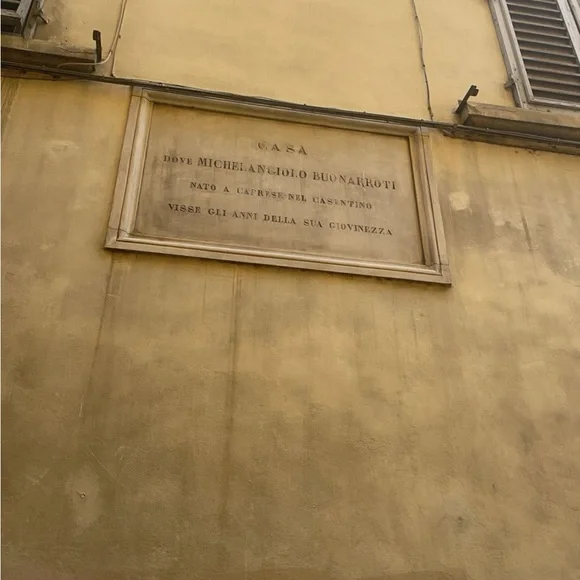 CASA
DOVE MICHELANGIOLO BUONARROTI
NATO A CAPRESE NEL CASENTINO
VISSE GLI ANNI DELLA SUA GIOVINEZZA